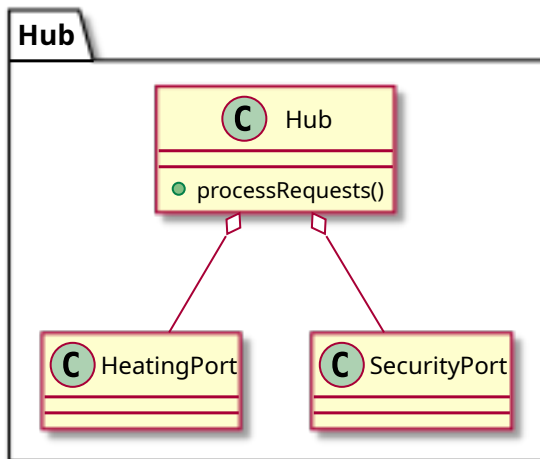 Hub
C Hub
processRequests()
C HeatingPort
C SecurityPort